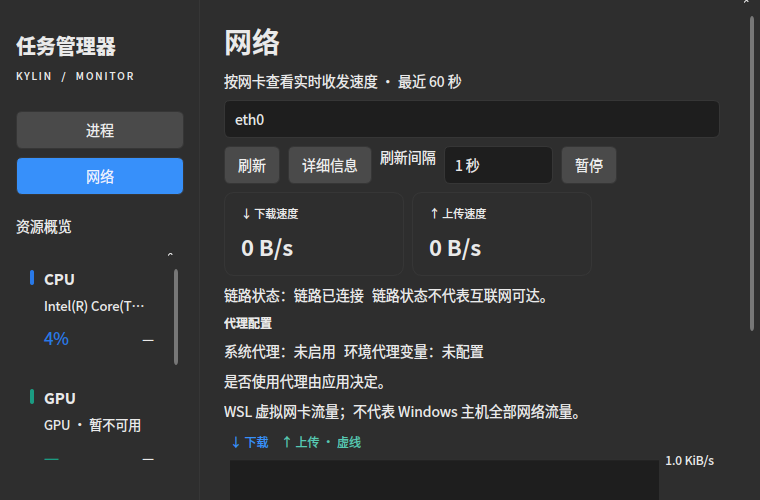 任务管理器
KYLIN / MONITOR
进程
网络
资源概览
CPU
Intel(R) Core(T…
4% —
GPU
GPU · 暂不可用
— —
网络
按网卡查看实时收发速度 · 最近 60 秒
eth0
刷新 详细信息 刷新间隔 1 秒 暂停
↓ 下载速度 ↑ 上传速度
0 B/s 0 B/s
链路状态：链路已连接 链路状态不代表互联网可达。
代理配置
系统代理：未启用 环境代理变量：未配置
是否使用代理由应用决定。
WSL 虚拟网卡流量；不代表 Windows 主机全部网络流量。
↓ 下载 ↑ 上传 · 虚线
1.0 KiB/s